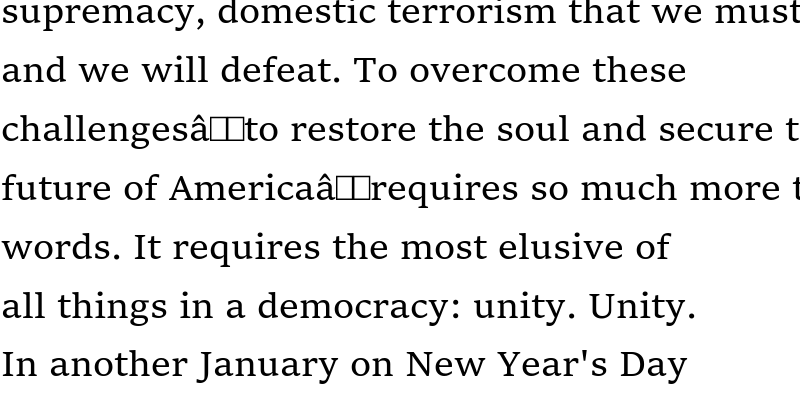 supremacy, domestic terrorism that we must
and we will defeat. To overcome these
challengesâ□□to restore the soul and secure
future of Americaâ□□requires so much more
words. It requires the most elusive of
all things in a democracy: unity. Unity.
In another January on New Year's Day